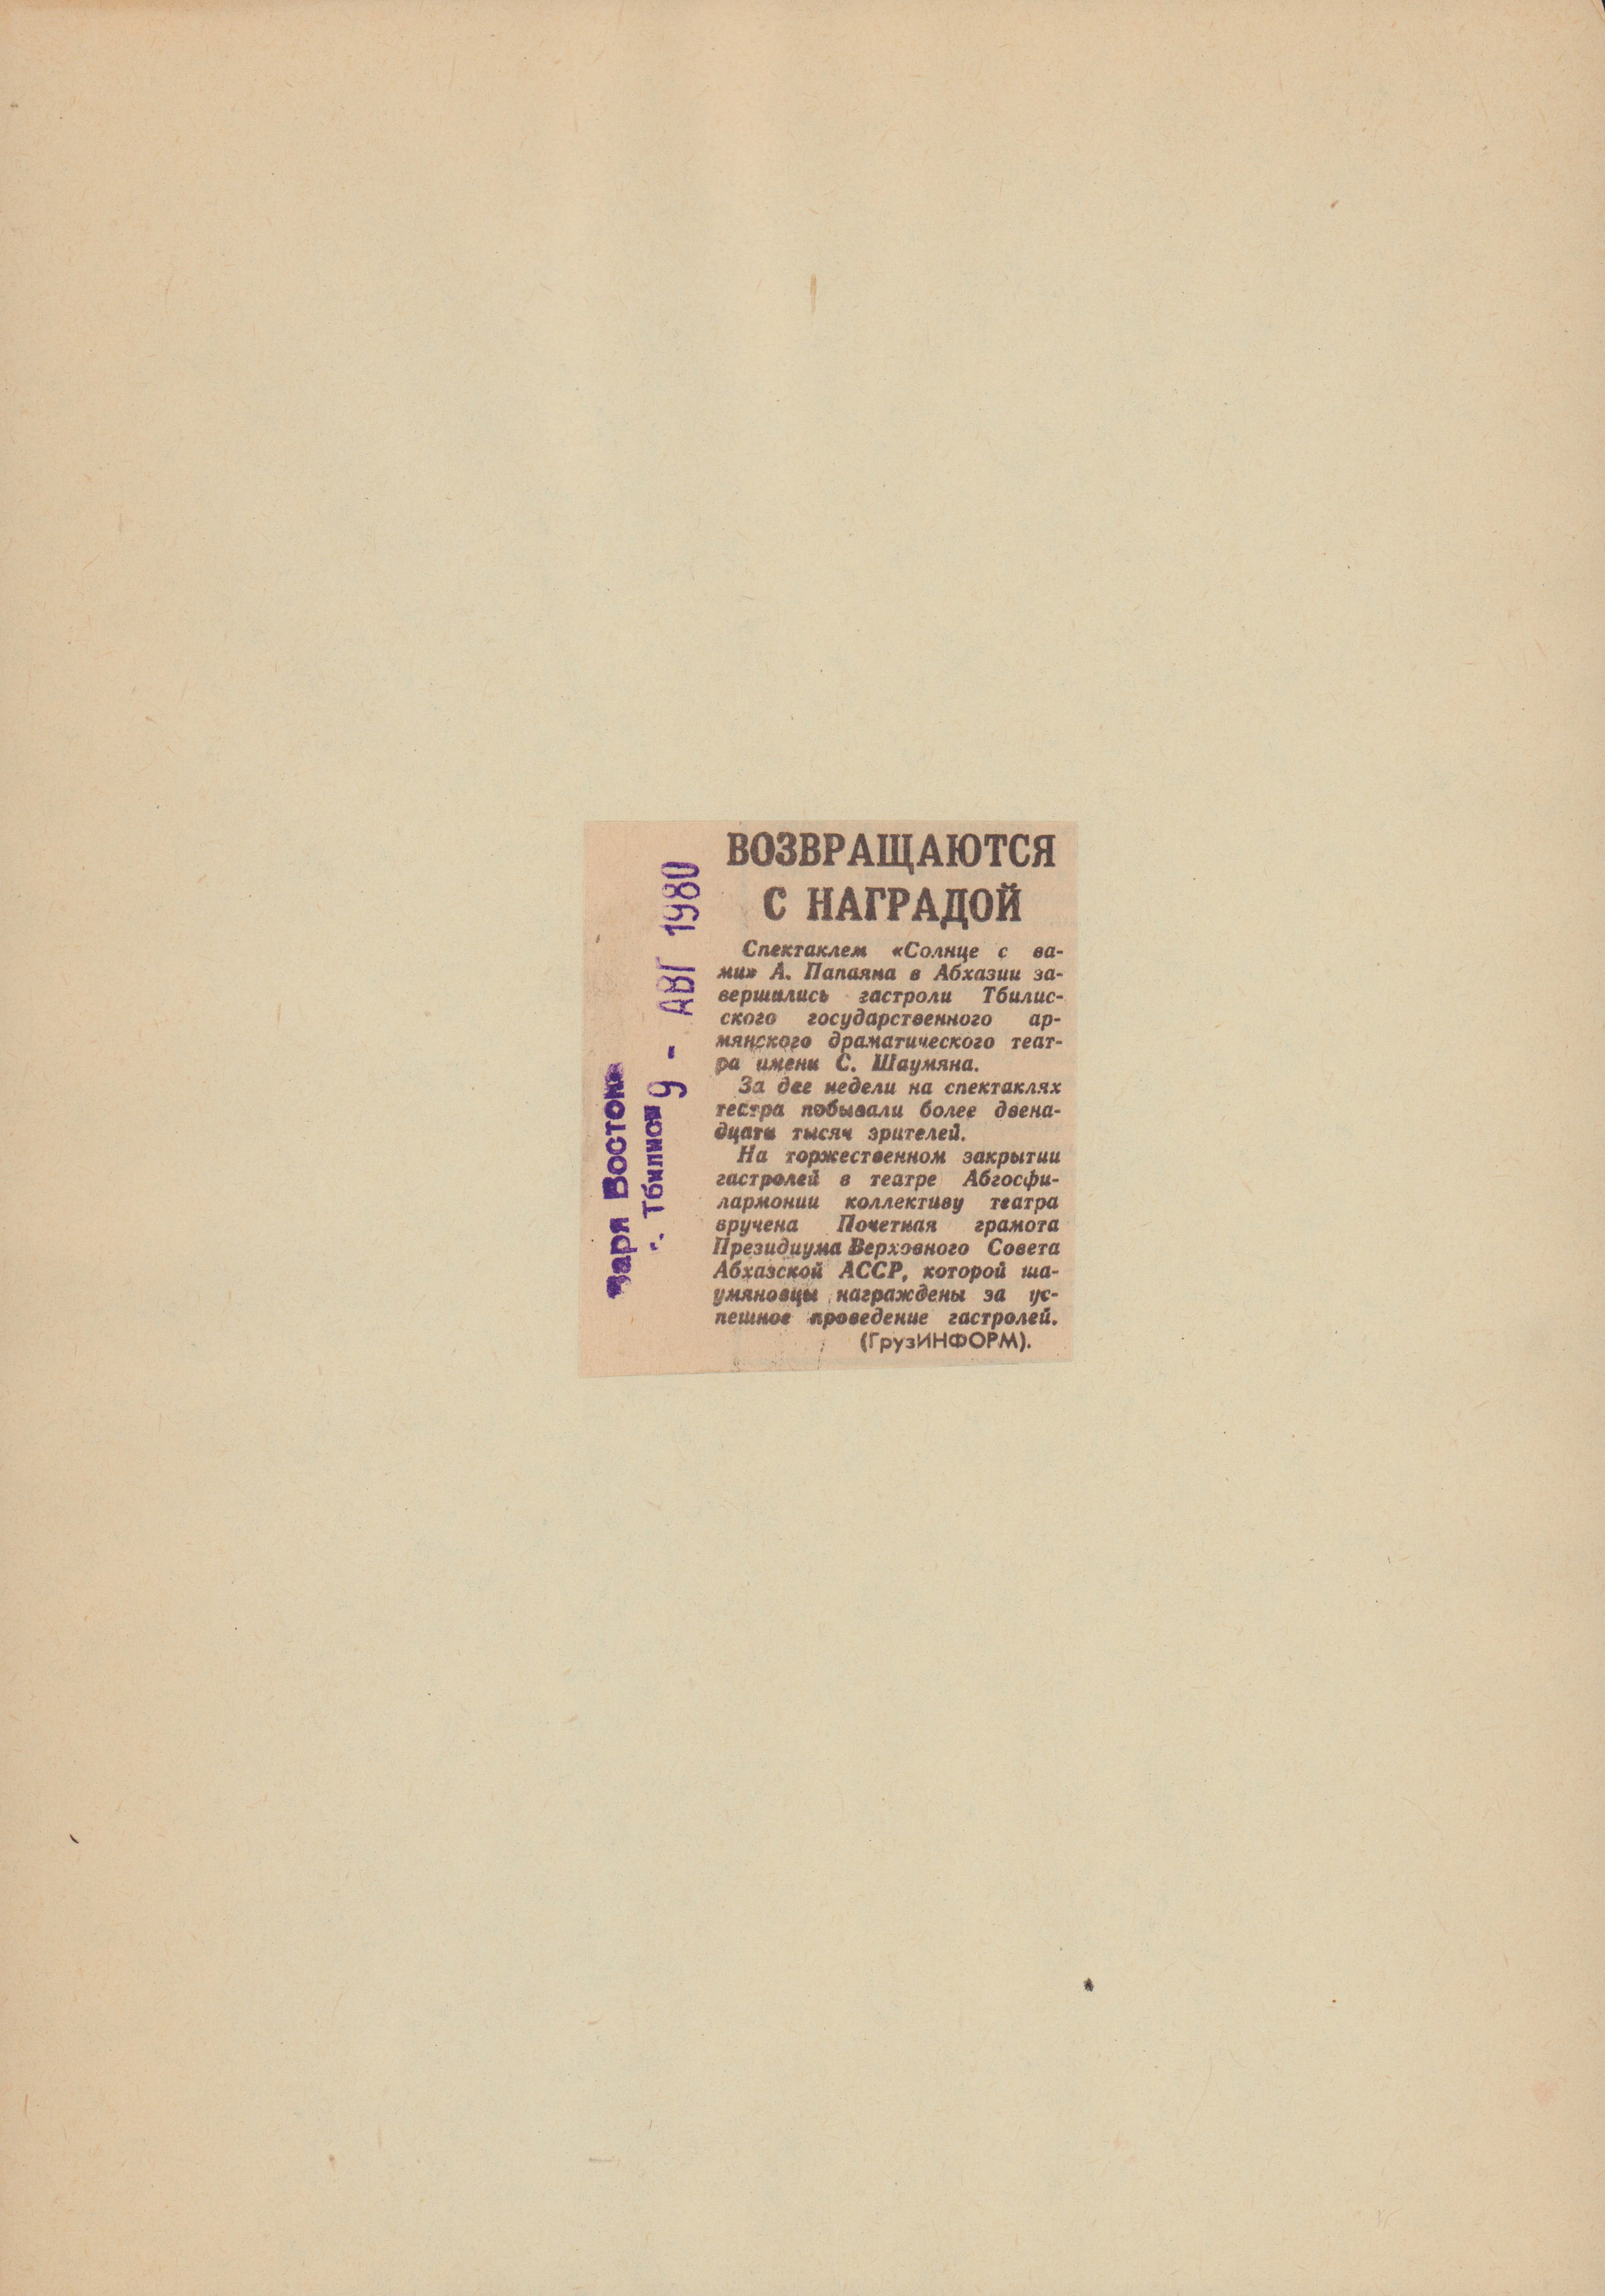 ВОЗВРАЩАЮТСЯ
С НАГРАДОЙ
Спектаклем «Солнце с ва-
ми» А. Папаяна в Абхазии за-
вершились гастроли Тбилис-
ского государственного ар-
мянского драматического теат-
ра имени С. Шаумяна.
За две недели на спектаклях
театра побывали более двена-
дцати тысяч зрителей.
На торжественном закрытии
гастролей в театре Абгосфи-
лармонии коллективу театра
вручена Почетная грамота
Президиума Верховного Совета
Абхазской АССР, которой ша-
умяновцы награждены за ус-
пешное проведение гастролей.
(ГрузИНФОРМ).
Заря Востока
г. Тбилиси
9 - АВГ 1980